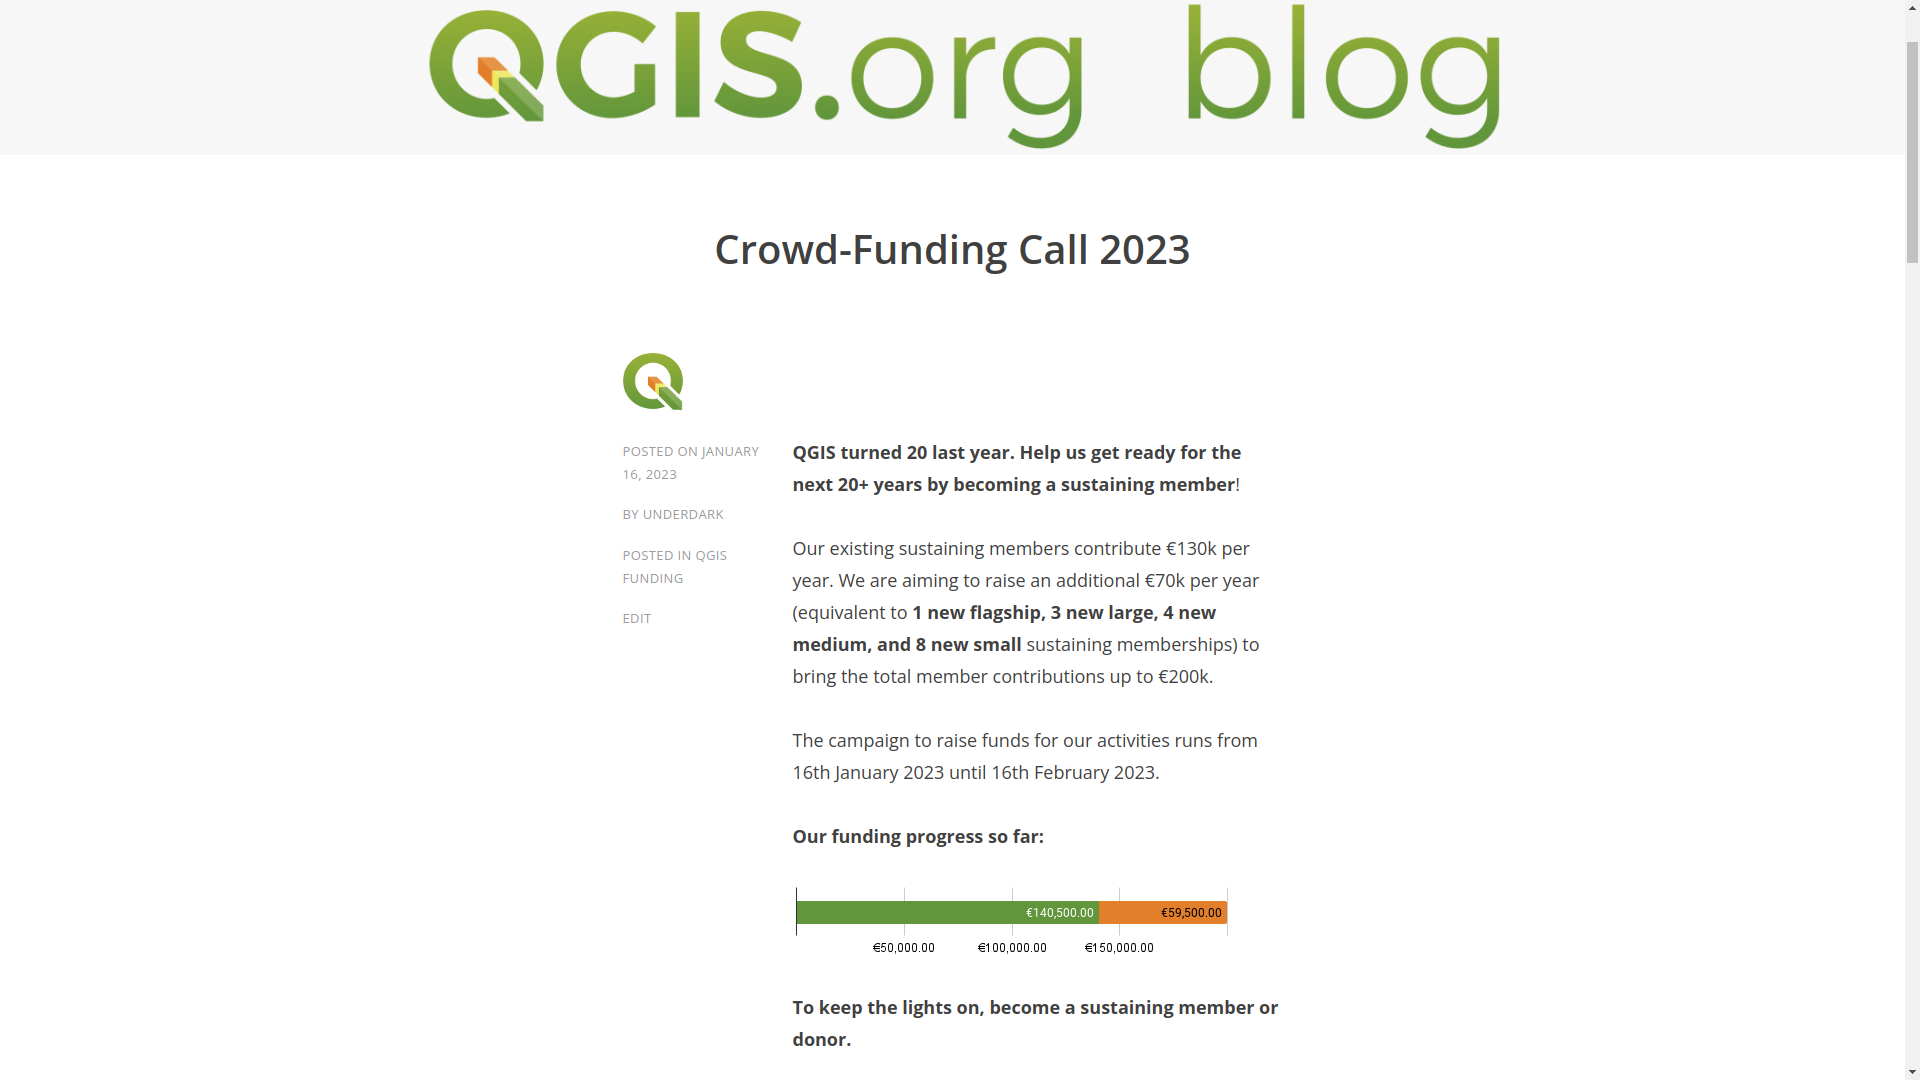 QGIS.org blog
Crowd-Funding Call 2023
POSTED ON JANUARY
16, 2023
BY UNDERDARK
POSTED IN QGIS
FUNDING
EDIT
QGIS turned 20 last year. Help us get ready for the
next 20+ years by becoming a sustaining member!
Our existing sustaining members contribute €130k per
year. We are aiming to raise an additional €70k per year
(equivalent to 1 new flagship, 3 new large, 4 new
medium, and 8 new small sustaining memberships) to
bring the total member contributions up to €200k.
The campaign to raise funds for our activities runs from
16th January 2023 until 16th February 2023.
Our funding progress so far:
€140,500.00 €59,500.00
€50,000.00 €100,000.00 €150,000.00
To keep the lights on, become a sustaining member or
donor.